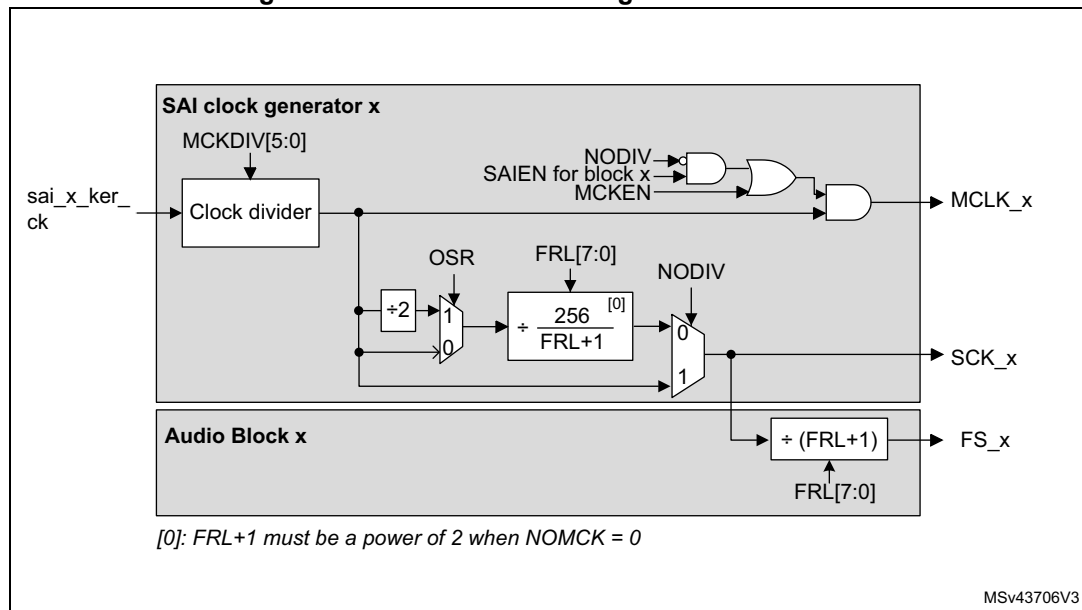 SAI clock generator x
MCKDIV[5:0]
NODIV
SAIEN for block x
MCKEN
sai_x_ker_
ck
Clock divider
MCLK_x
OSR
FRL[7:0]
NODIV
÷2
1
0
÷
256
FRL+1
[0]
0
1
SCK_x
Audio Block x
÷ (FRL+1)
FS_x
FRL[7:0]
[0]: FRL+1 must be a power of 2 when NOMCK = 0
MSv43706V3